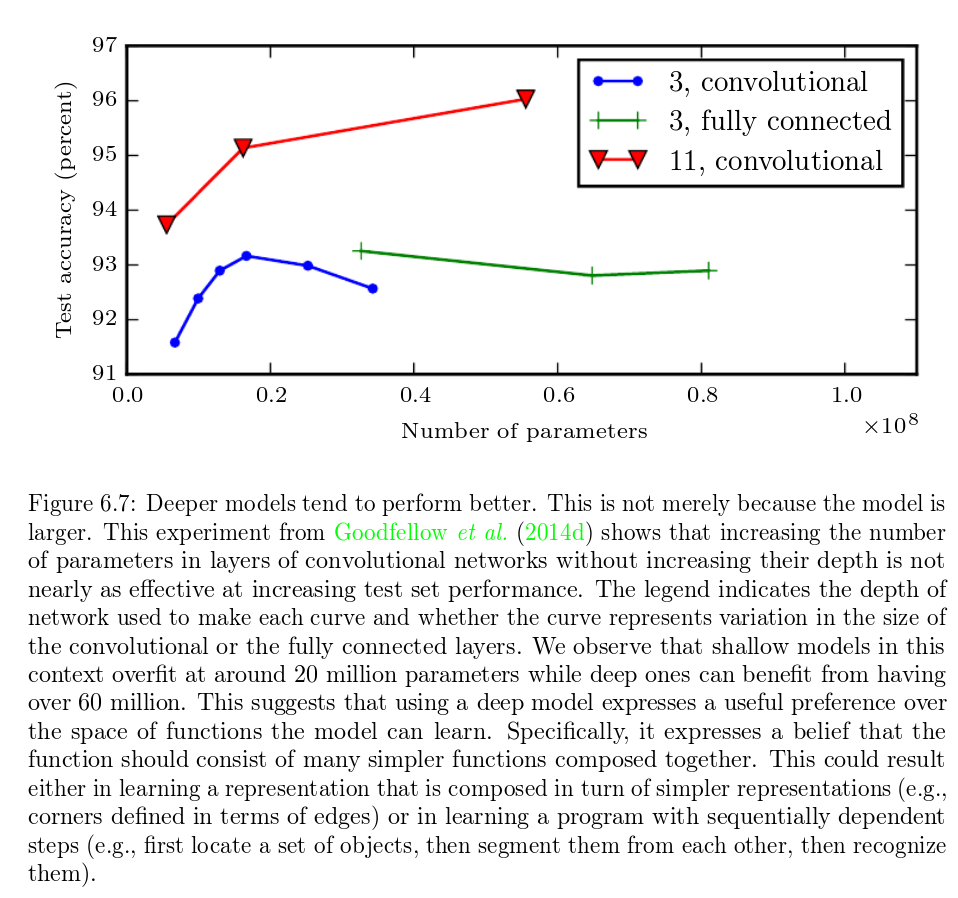 97
96
95
94
93
92
91
Test accuracy (percent)
3, convolutional
3, fully connected
11, convolutional
0.0 0.2 0.4 0.6 0.8 1.0
×10⁸
Number of parameters
Figure 6.7: Deeper models tend to perform better. This is not merely because the model is
larger. This experiment from Goodfellow et al. (2014d) shows that increasing the number
of parameters in layers of convolutional networks without increasing their depth is not
nearly as effective at increasing test set performance. The legend indicates the depth of
network used to make each curve and whether the curve represents variation in the size of
the convolutional or the fully connected layers. We observe that shallow models in this
context overfit at around 20 million parameters while deep ones can benefit from having
over 60 million. This suggests that using a deep model expresses a useful preference over
the space of functions the model can learn. Specifically, it expresses a belief that the
function should consist of many simpler functions composed together. This could result
either in learning a representation that is composed in turn of simpler representations (e.g.,
corners defined in terms of edges) or in learning a program with sequentially dependent
steps (e.g., first locate a set of objects, then segment them from each other, then recognize
them).